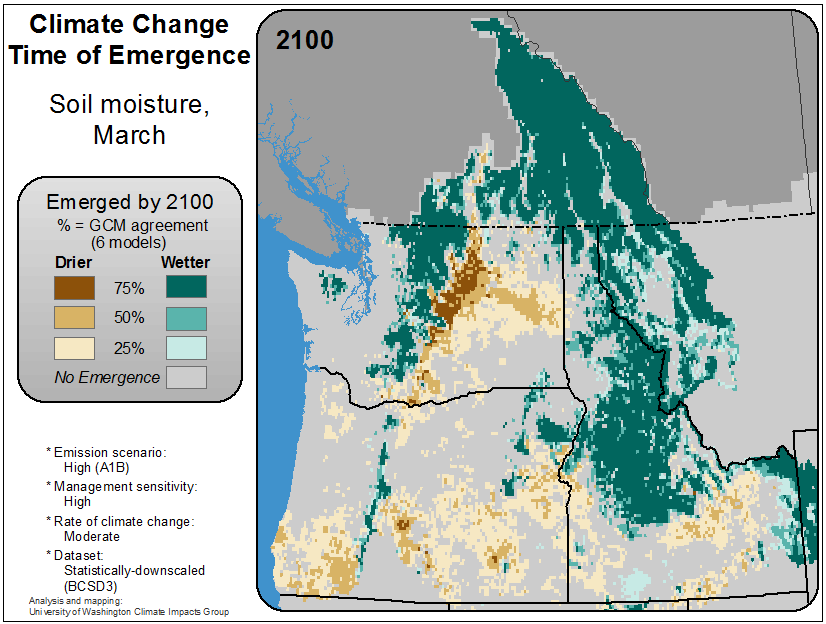 Climate Change
Time of Emergence
Soil moisture,
March
Emerged by 2100
% = GCM agreement
(6 models)
Drier Wetter
75%
50%
25%
No Emergence
* Emission scenario:
High (A1B)
* Management sensitivity:
High
* Rate of climate change:
Moderate
* Dataset:
Statistically-downscaled
(BCSD3)
Analysis and mapping:
University of Washington Climate Impacts Group
2100